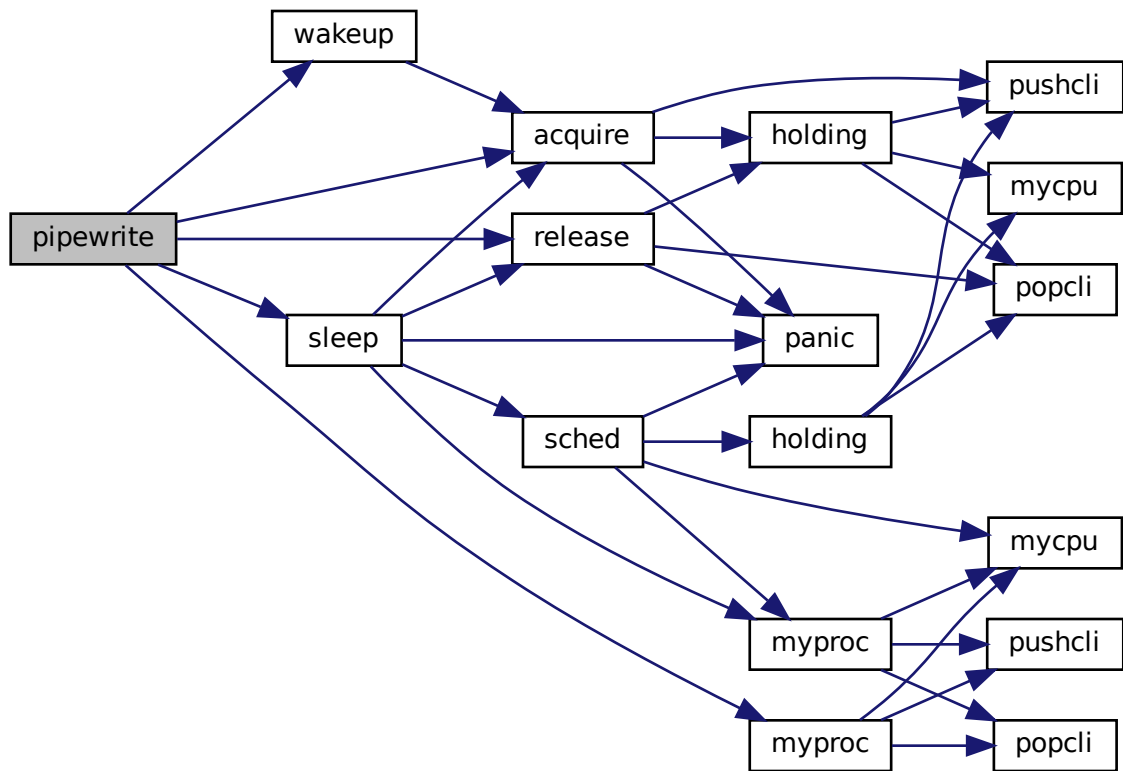 wakeup
pushcli
acquire
holding
mycpu
pipewrite
release
popcli
sleep
panic
sched
holding
mycpu
myproc
pushcli
myproc
popcli